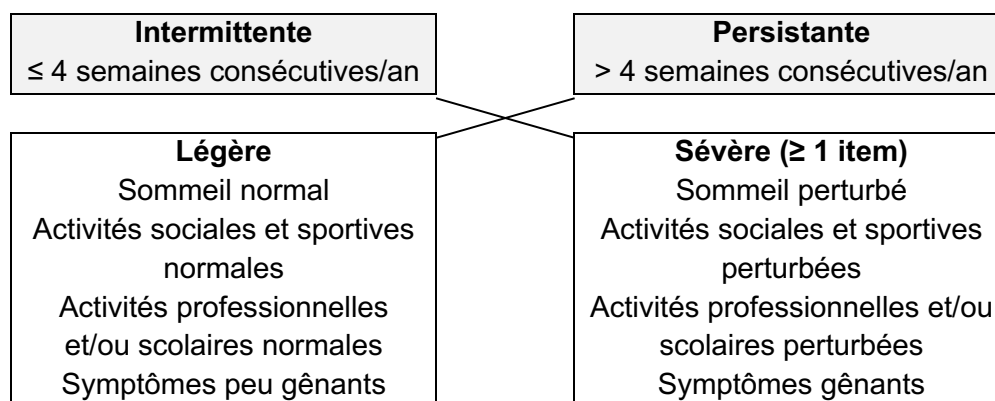 Intermittente
≤ 4 semaines consécutives/an
Persistante
> 4 semaines consécutives/an
Légère
Sommeil normal
Activités sociales et sportives
normales
Activités professionnelles
et/ou scolaires normales
Symptômes peu gênants
Sévère (≥ 1 item)
Sommeil perturbé
Activités sociales et sportives
perturbées
Activités professionnelles et/ou
scolaires perturbées
Symptômes gênants